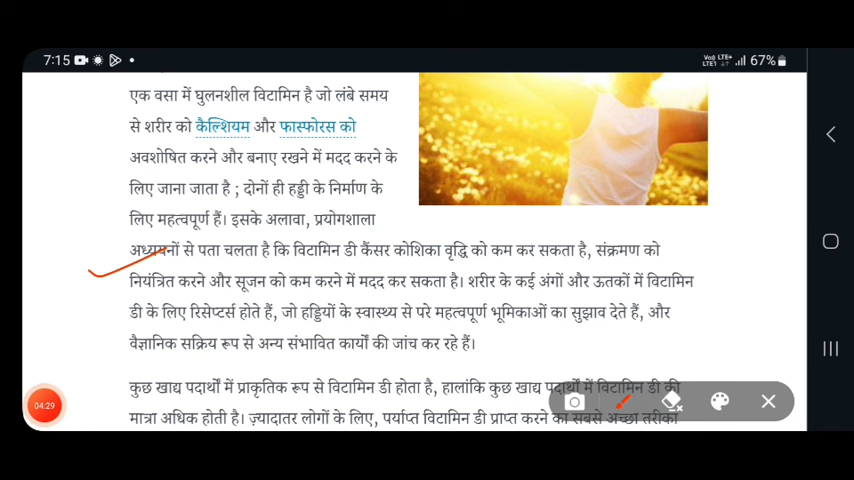 7:15
Vo) LTE+
LTE1 67%
एक वसा में घुलनशील विटामिन है जो लंबे समय
से शरीर को कैल्शियम और फास्फोरस को
अवशोषित करने और बनाए रखने में मदद करने के
लिए जाना जाता है ; दोनों ही हड्डी के निर्माण के
लिए महत्वपूर्ण हैं। इसके अलावा, प्रयोगशाला
अध्ययनों से पता चलता है कि विटामिन डी कैंसर कोशिका वृद्धि को कम कर सकता है, संक्रमण को
नियंत्रित करने और सूजन को कम करने में मदद कर सकता है। शरीर के कई अंगों और ऊतकों में विटामिन
डी के लिए रिसेप्टर्स होते हैं, जो हड्डियों के स्वास्थ्य से परे महत्वपूर्ण भूमिकाओं का सुझाव देते हैं, और
वैज्ञानिक सक्रिय रूप से अन्य संभावित कार्यों की जांच कर रहे हैं।
कुछ खाद्य पदार्थों में प्राकृतिक रूप से विटामिन डी होता है, हालांकि कुछ खाद्य पदार्थों में विटामिन डी की
मात्रा अधिक होती है। ज़्यादातर लोगों के लिए, पर्याप्त विटामिन डी प्राप्त करने का सबसे अच्छा तरीका
04:29